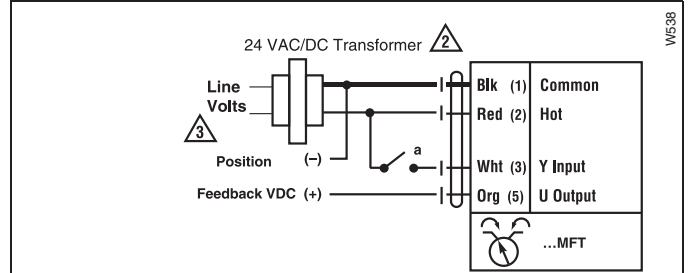 W538
24 VAC/DC Transformer 2
Line Volts
3
Blk (1) Common
Red (2) Hot
a
Position (–)
Wht (3) Y Input
Feedback VDC (+)
Org (5) U Output
...MFT